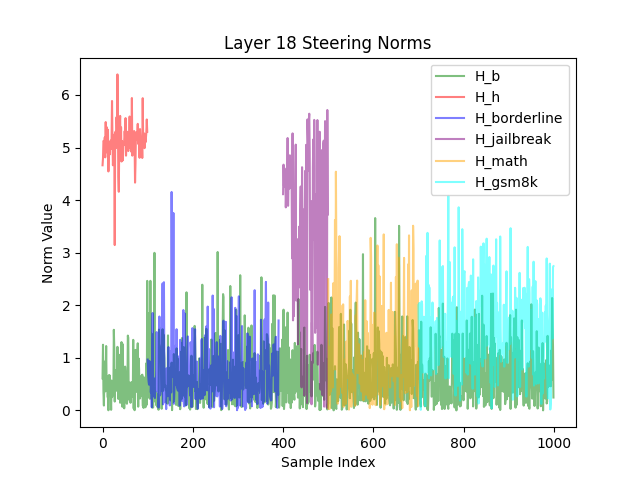 Layer 18 Steering Norms
H_b
H_h
H_borderline
H_jailbreak
H_math
H_gsm8k
Norm Value
6
5
4
3
2
1
0
0 200 400 600 800 1000
Sample Index